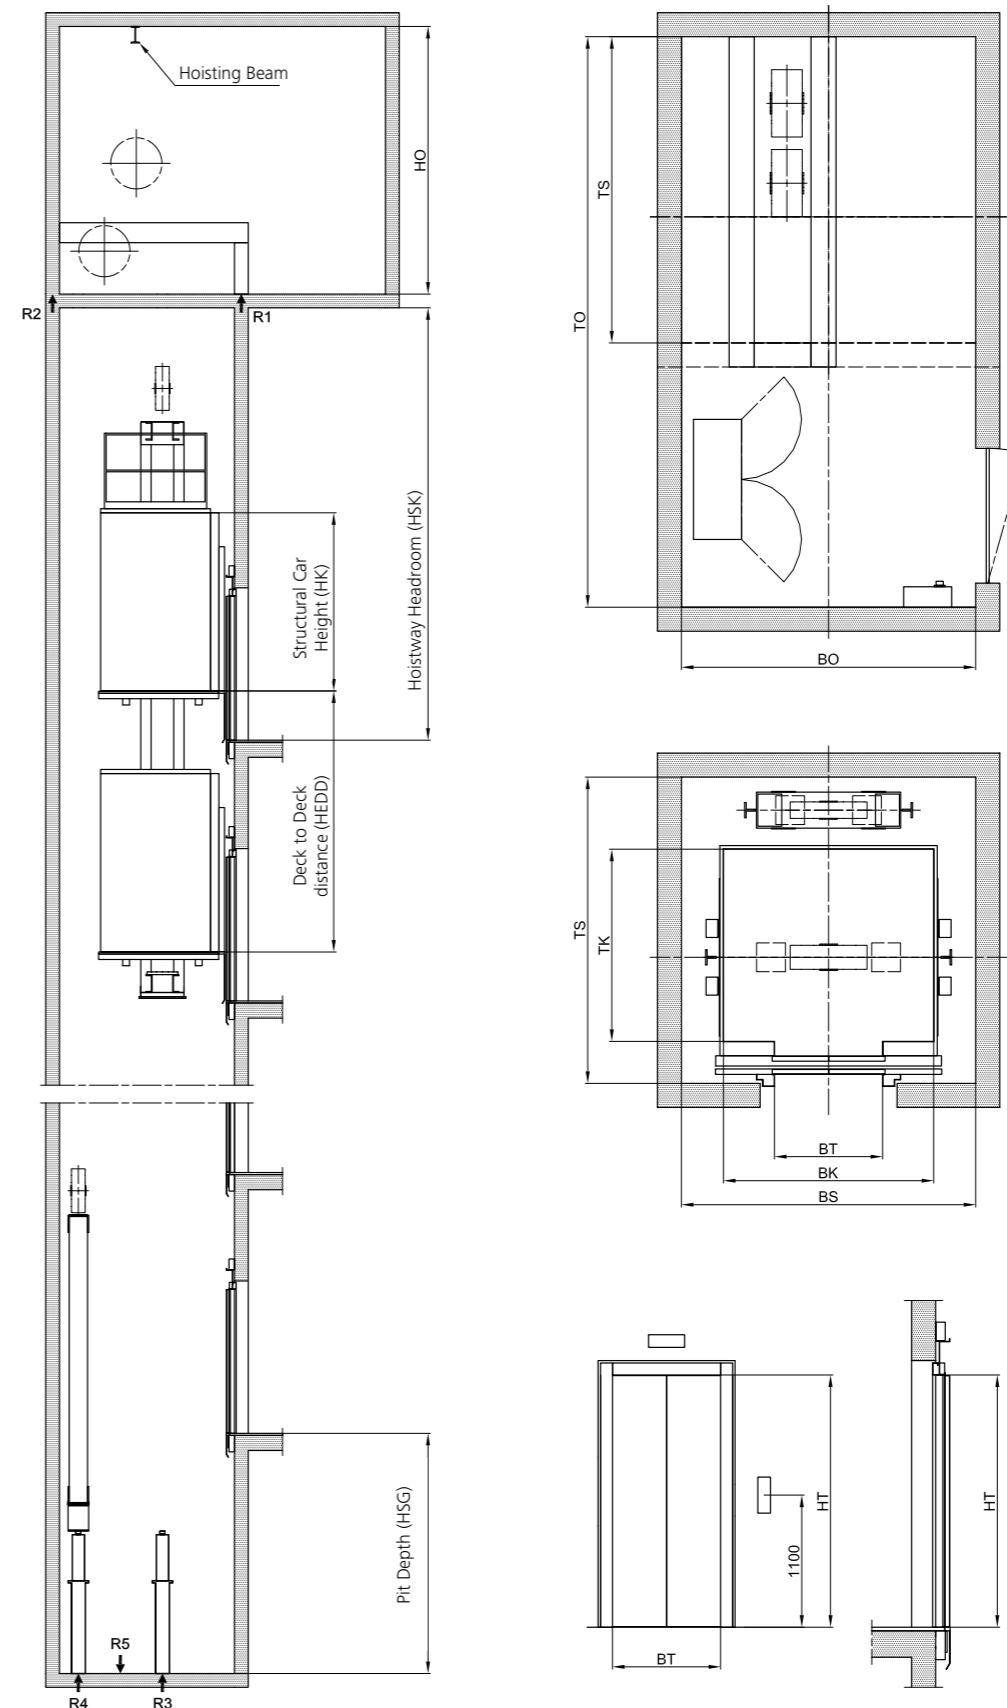 Hoisting Beam
HO
R2
R1
Structural Car
Height (HK)
Hoistway Headroom (HSK)
Deck to Deck
distance (HEDD)
Pit Depth (HSG)
R5
R4
R3
TS
TO
BO
TS
TK
BT
BK
BS
HT
1100
BT
HT